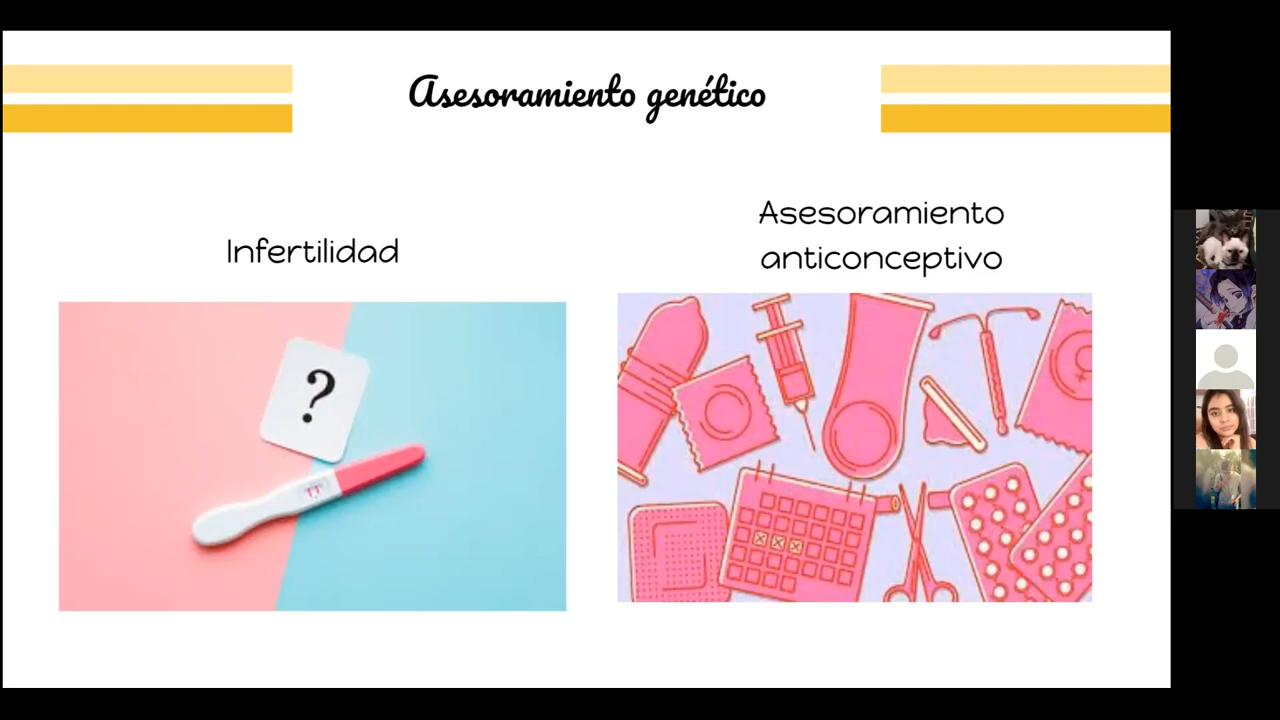 Asesoramiento genético
Infertilidad
Asesoramiento
anticonceptivo
?